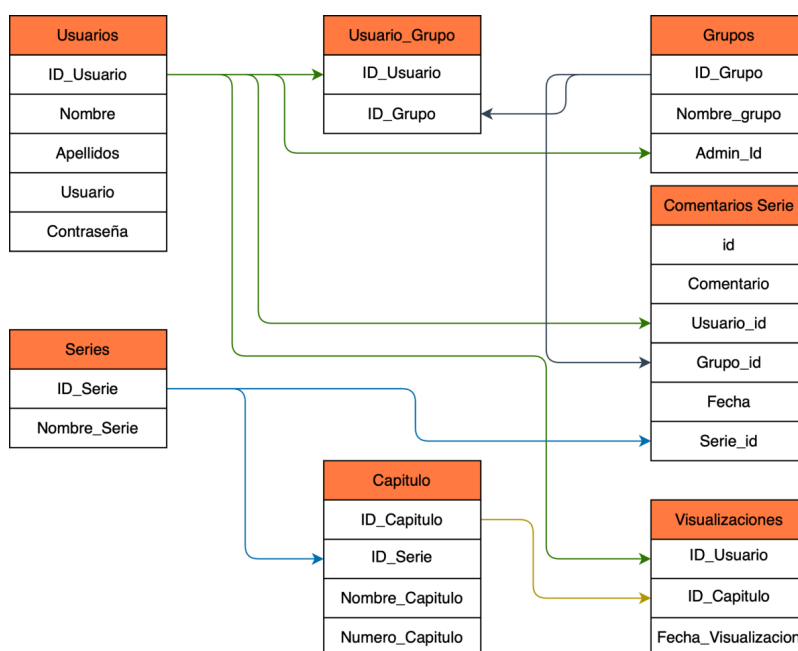 Usuarios
ID_Usuario
Nombre
Apellidos
Usuario
Contraseña
Usuario_Grupo
ID_Usuario
ID_Grupo
Grupos
ID_Grupo
Nombre_grupo
Admin_Id
Comentarios Serie
id
Comentario
Usuario_id
Grupo_id
Fecha
Serie_id
Series
ID_Serie
Nombre_Serie
Capitulo
ID_Capitulo
ID_Serie
Nombre_Capitulo
Numero_Capitulo
Visualizaciones
ID_Usuario
ID_Capitulo
Fecha_Visualizacion